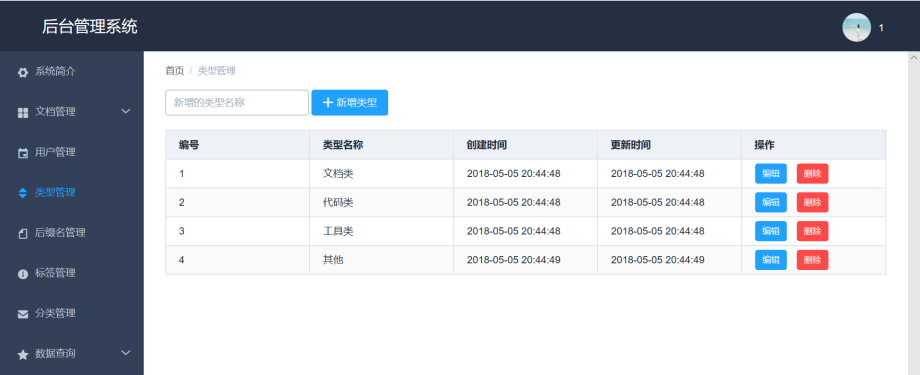 后台管理系统
1
系统简介
文档管理
用户管理
类型管理
后缀名管理
标签管理
分类管理
数据查询
首页 / 类型管理
新增的类型名称
新增类型
编号 类型名称 创建时间 更新时间 操作
1 文档类 2018-05-05 20:44:48 2018-05-05 20:44:48 编辑 删除
2 代码类 2018-05-05 20:44:48 2018-05-05 20:44:48 编辑 删除
3 工具类 2018-05-05 20:44:48 2018-05-05 20:44:48 编辑 删除
4 其他 2018-05-05 20:44:49 2018-05-05 20:44:49 编辑 删除